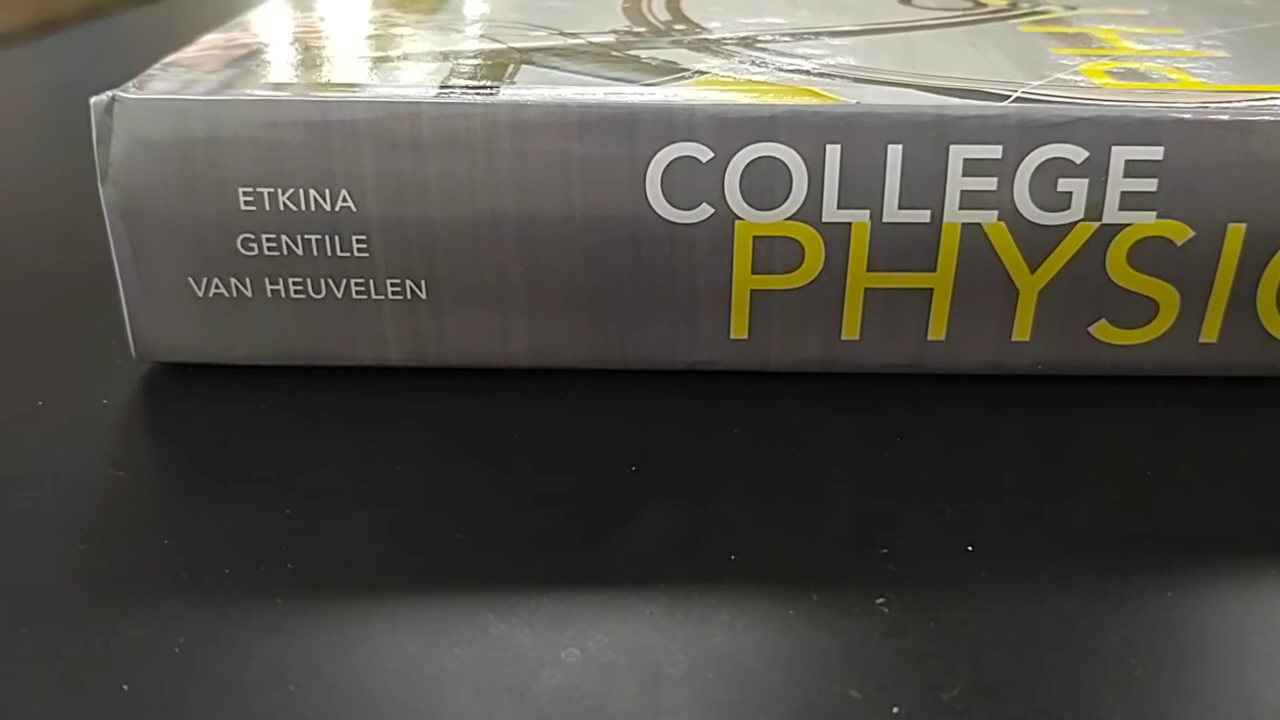 ETKINA
GENTILE
VAN HEUVELEN
COLLEGE
PHYSIC